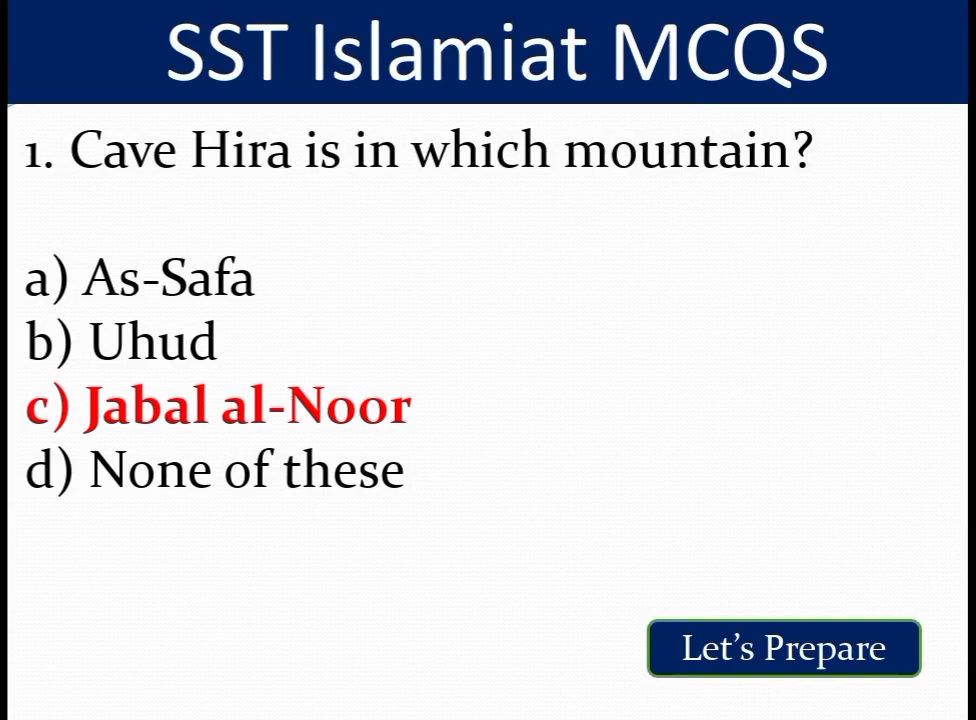 SST Islamiat MCQS
1. Cave Hira is in which mountain?
a) As-Safa
b) Uhud
c) Jabal al-Noor
d) None of these
Let’s Prepare